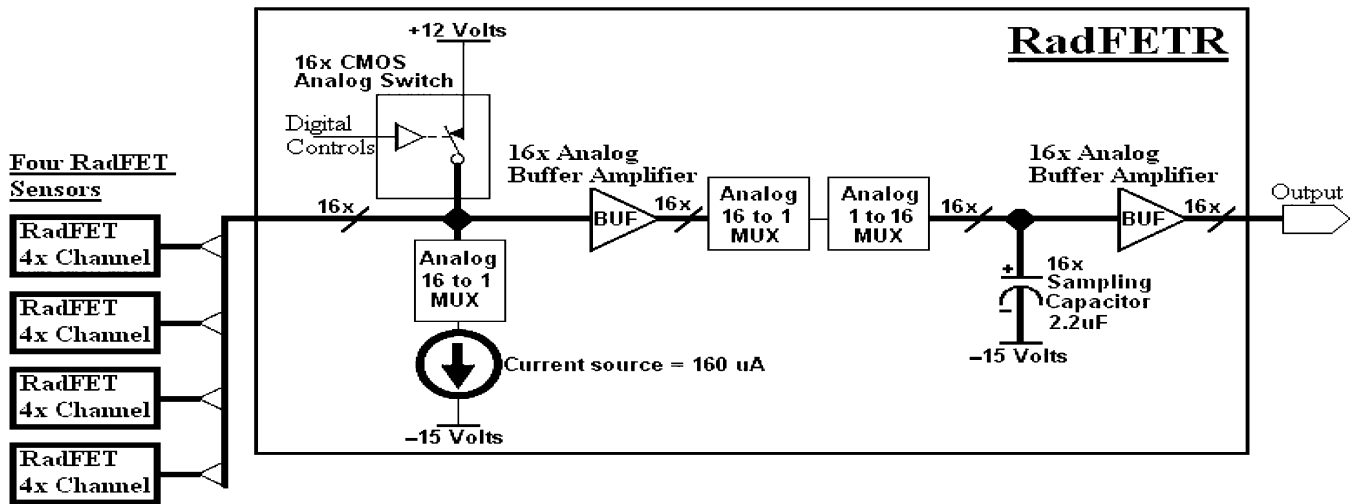 RadFETR
+12 Volts
16x CMOS
Analog Switch
Digital
Controls
Four RadFET
Sensors
RadFET
4x Channel
RadFET
4x Channel
RadFET
4x Channel
RadFET
4x Channel
16x
Analog
16 to 1
MUX
Current source = 160 uA
–15 Volts
16x Analog
Buffer Amplifier
BUF
16x
Analog
16 to 1
MUX
Analog
1 to 16
MUX
16x
+
–
16x
Sampling
Capacitor
2.2uF
–15 Volts
16x Analog
Buffer Amplifier
BUF
16x
Output